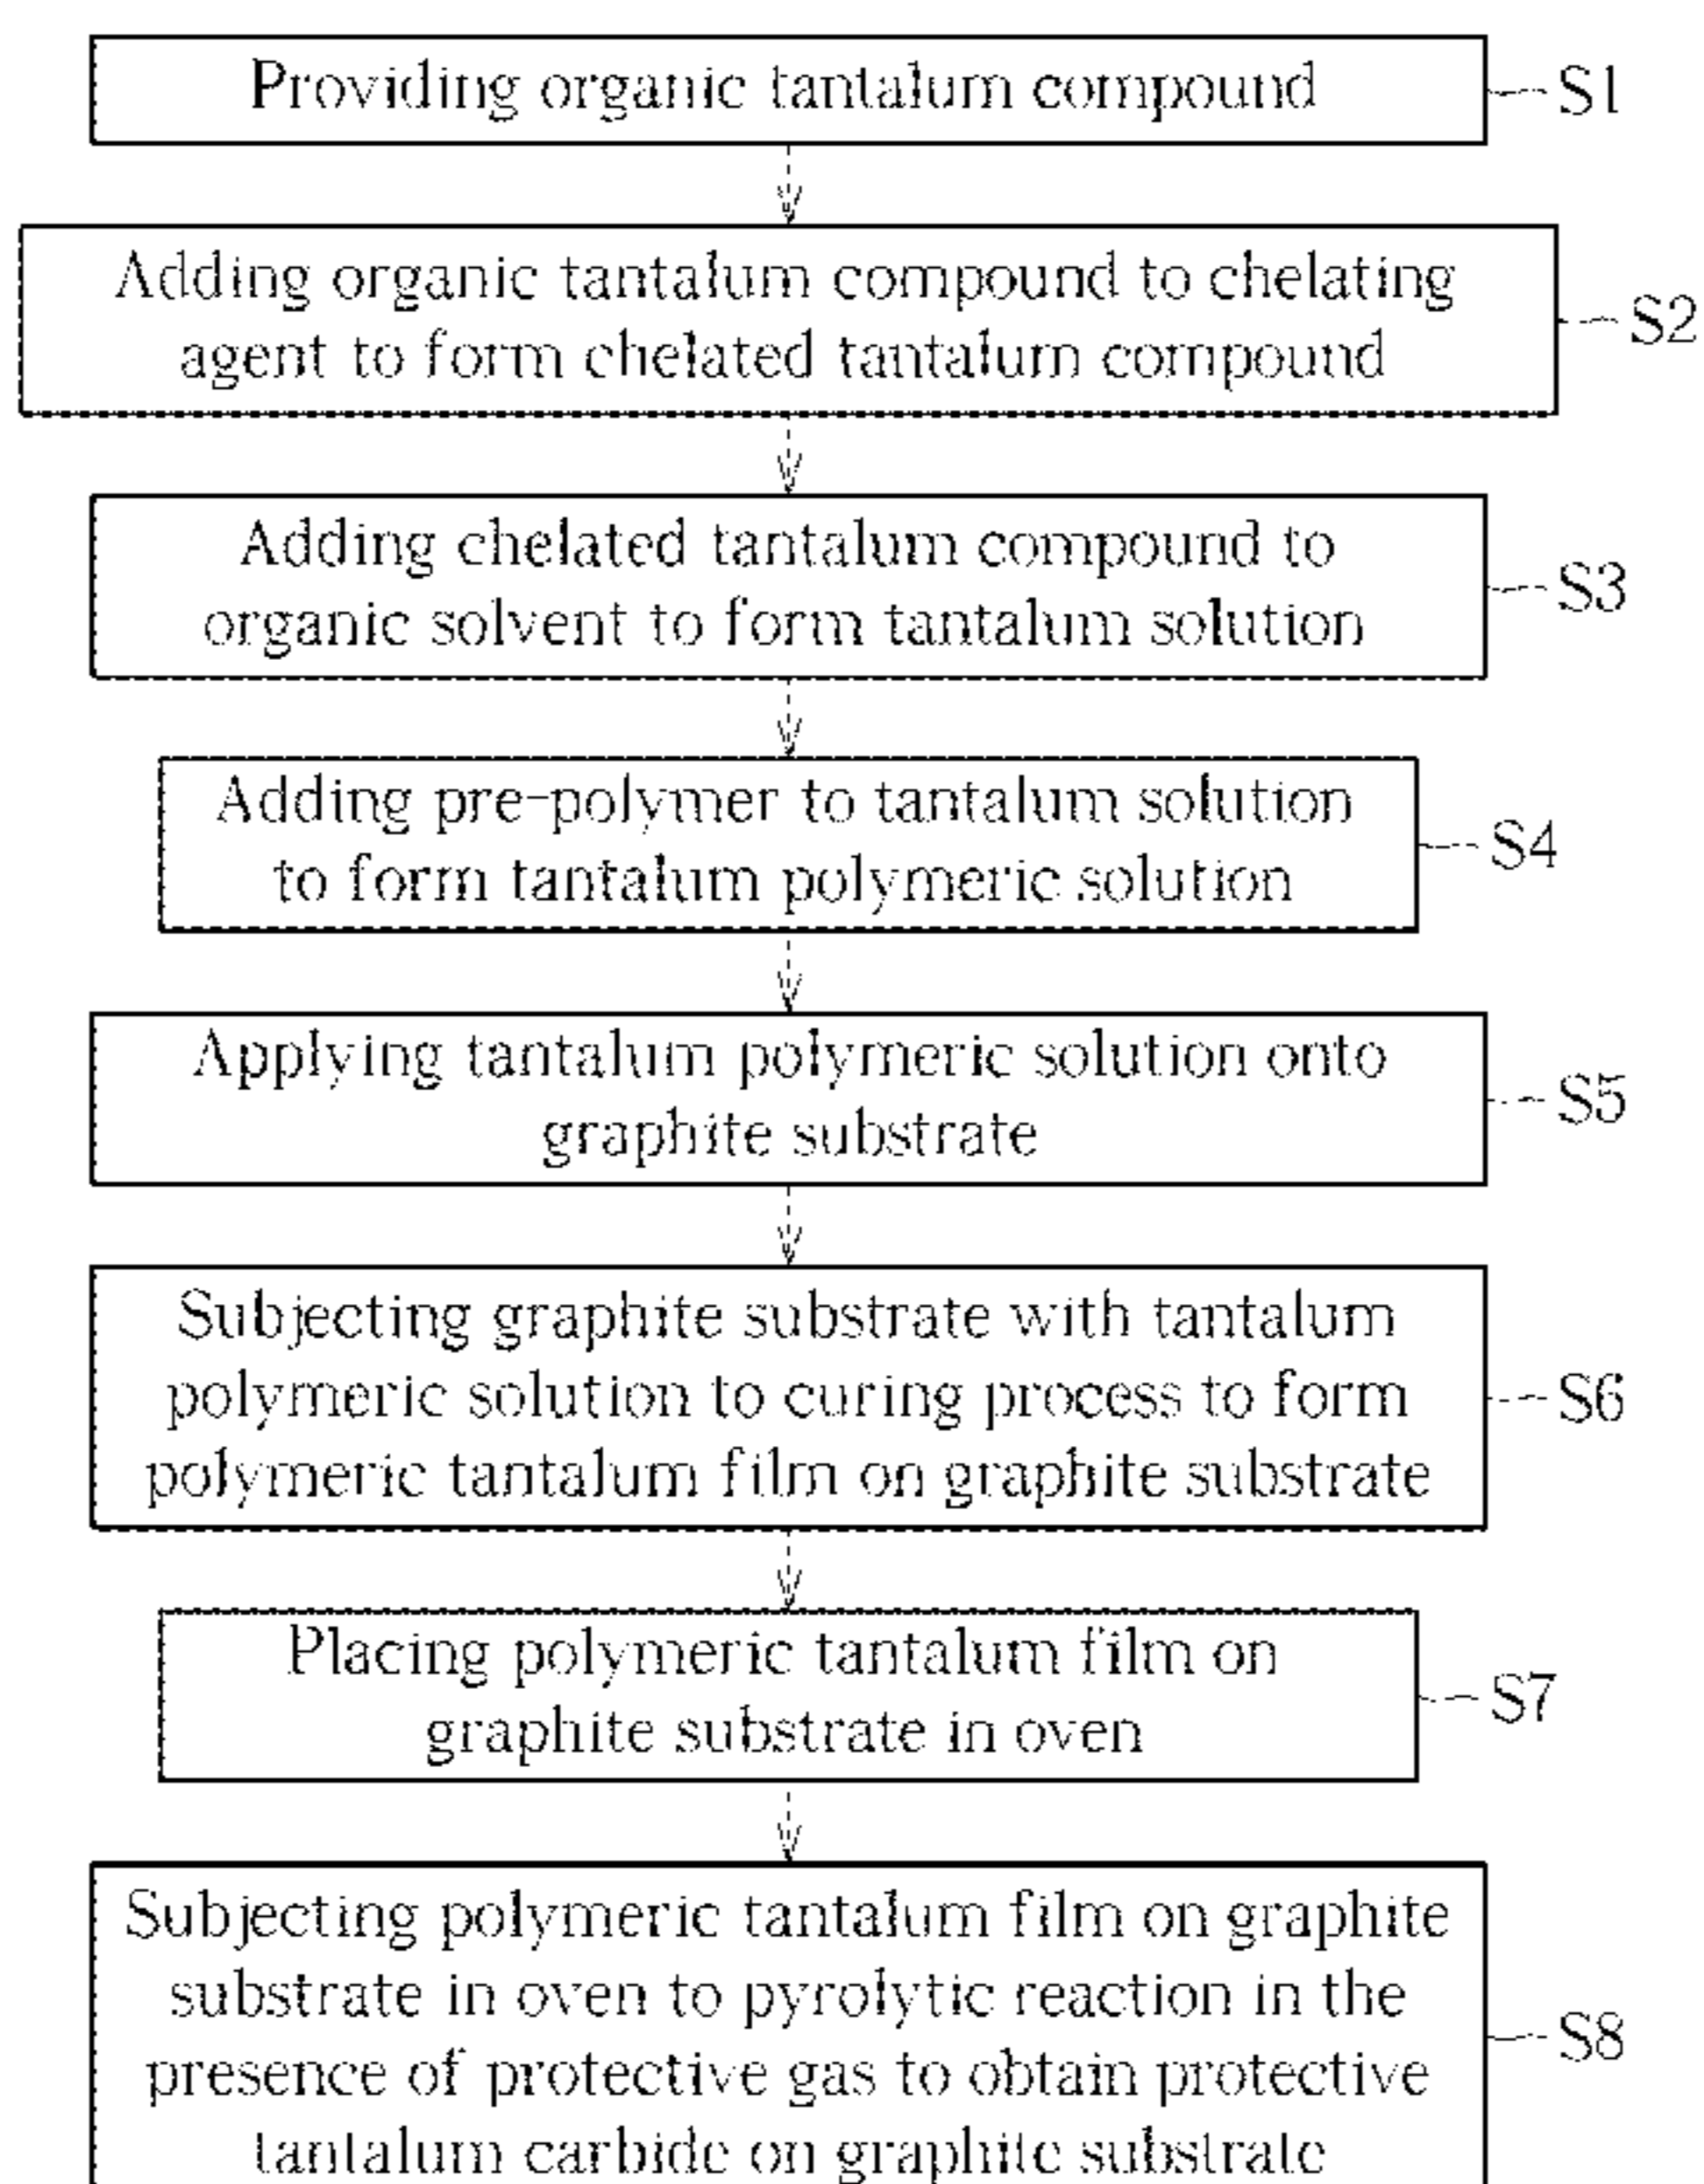 Providing organic tantalum compound
S1
Adding organic tantalum compound to chelating
agent to form chelated tantalum compound
S2
Adding chelated tantalum compound to
organic solvent to form tantalum solution
S3
Adding pre-polymer to tantalum solution
to form tantalum polymeric solution
S4
Applying tantalum polymeric solution onto
graphite substrate
S5
Subjecting graphite substrate with tantalum
polymeric solution to curing process to form
polymeric tantalum film on graphite substrate
S6
Placing polymeric tantalum film on
graphite substrate in oven
S7
Subjecting polymeric tantalum film on graphite
substrate in oven to pyrolytic reaction in the
presence of protective gas to obtain protective
tantalum carbide on graphite substrate
S8